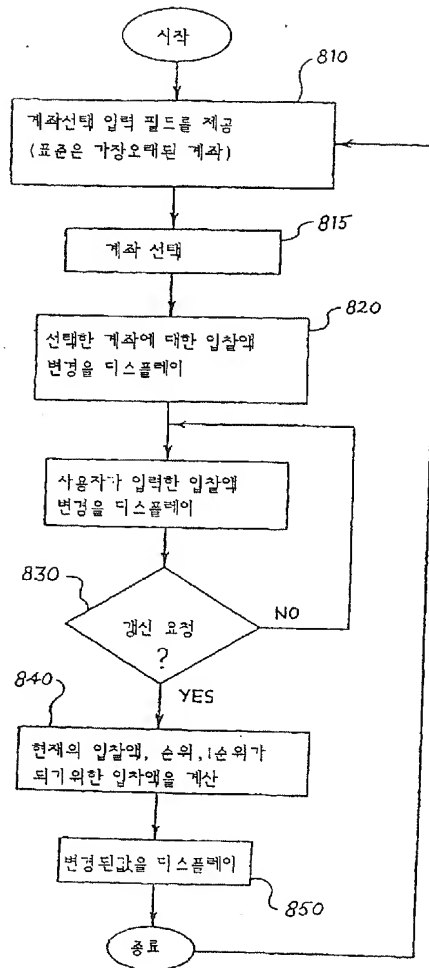 시작
810
계좌선택 입력 필드를 제공
(표준은 가장오래된 계좌)
815
계좌 선택
820
선택한 계좌에 대한 입찰액
변경을 디스플레이
사용자가 입력한 입찰액
변경을 디스플레이
830
갱신 요청
?
NO
YES
840
현재의 입찰액, 순위, 1순위가
되기위한 입찰액을 계산
변경된값을 디스플레이
850
종료